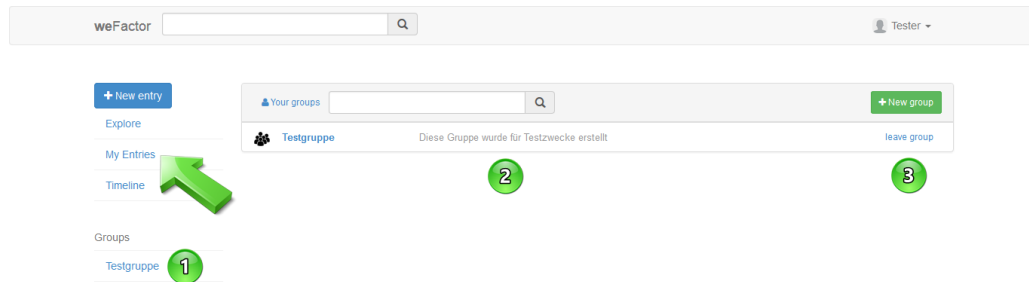 weFactor
Tester
+ New entry
Your groups
+ New group
Explore
Testgruppe Diese Gruppe wurde für Testzwecke erstellt leave group
My Entries
2 3
Timeline
Groups
Testgruppe 1